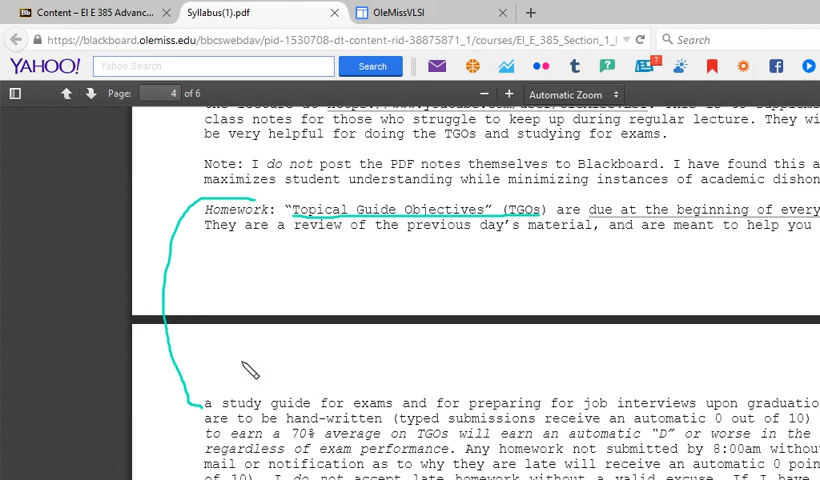 Content – El E 385 Advanc...
Syllabus(1).pdf
OleMissVLSI
https://blackboard.olemiss.edu/bbcswebdav/pid-1530708-dt-content-rid-38875871_1/courses/El_E_385_Section_1_
Search
YAHOO!
Yahoo Search
Search
?
Page: 4 of 6
Automatic Zoom
class notes for those who struggle to keep up during regular lecture. They wi
be very helpful for doing the TGOs and studying for exams.
Note: I do not post the PDF notes themselves to Blackboard. I have found this a
maximizes student understanding while minimizing instances of academic dishon
Homework: “Topical Guide Objectives” (TGOs) are due at the beginning of every
They are a review of the previous day’s material, and are meant to help you
a study guide for exams and for preparing for job interviews upon graduatio
are to be hand-written (typed submissions receive an automatic 0 out of 10)
to earn a 70% average on TGOs will earn an automatic “D” or worse in the
regardless of exam performance. Any homework not submitted by 8:00am withou
mail or notification as to why they are late will receive an automatic 0 poin
of 10). I do not accept late homework without a valid excuse. If I have